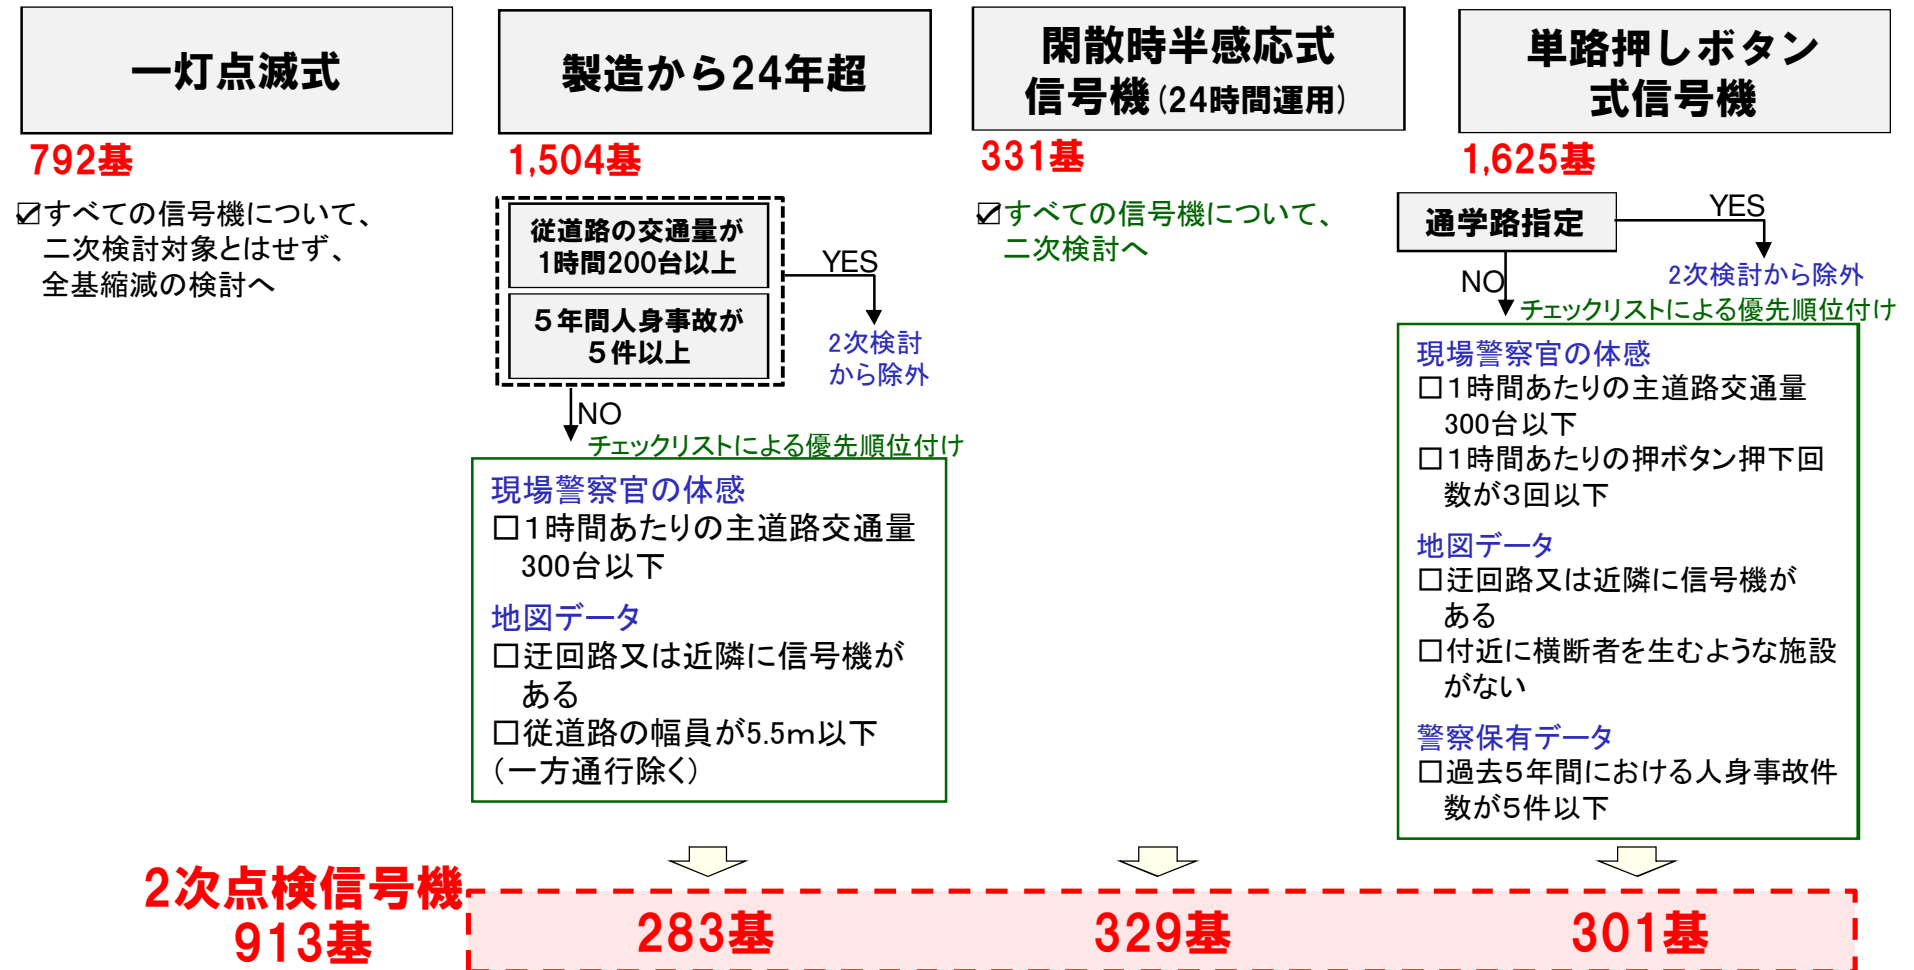 一灯点滅式
792基
☑すべての信号機について、
二次検討対象とはせず、
全基縮減の検討へ
製造から24年超
1,504基
従道路の交通量が
1時間200台以上
５年間人身事故が
５件以上
YES
2次検討
から除外
NO
チェックリストによる優先順位付け
現場警察官の体感
□１時間あたりの主道路交通量
300台以下
地図データ
□迂回路又は近隣に信号機が
ある
□従道路の幅員が5.5ｍ以下
（一方通行除く）
閑散時半感応式
信号機（24時間運用）
331基
☑すべての信号機について、
二次検討へ
単路押しボタン
式信号機
1,625基
通学路指定
YES
2次検討から除外
NO
チェックリストによる優先順位付け
現場警察官の体感
□１時間あたりの主道路交通量
300台以下
□１時間あたりの押ボタン押下回
数が３回以下
地図データ
□迂回路又は近隣に信号機が
ある
□付近に横断者を生むような施設
がない
警察保有データ
□過去５年間における人身事故件
数が５件以下
2次点検信号機
913基
283基
329基
301基